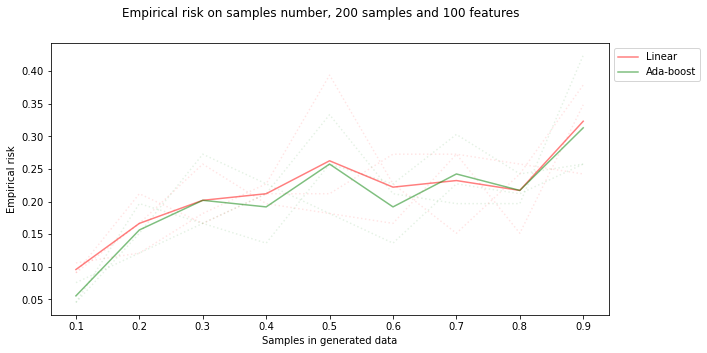 Empirical risk on samples number, 200 samples and 100 features
Linear
Ada-boost
Empirical risk
0.40
0.35
0.30
0.25
0.20
0.15
0.10
0.05
0.1 0.2 0.3 0.4 0.5 0.6 0.7 0.8 0.9
Samples in generated data